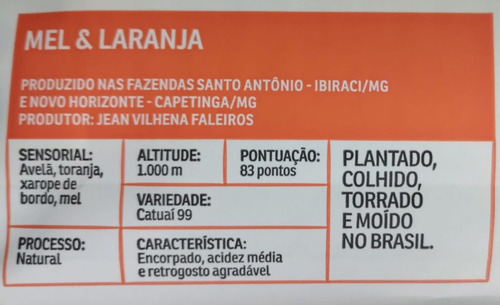 MEL & LARANJA
PRODUZIDO NAS FAZENDAS SANTO ANTÔNIO - IBIRACI/MG
E NOVO HORIZONTE - CAPETINGA/MG
PRODUTOR: JEAN VILHENA FALEIROS
SENSORIAL:
Avelã, toranja,
xarope de
bordo, mel
ALTITUDE:
1.000 m
PONTUAÇÃO:
83 pontos
VARIEDADE:
Catuaí 99
PROCESSO:
Natural
CARACTERÍSTICA:
Encorpado, acidez média
e retrogosto agradável
PLANTADO,
COLHIDO,
TORRADO
E MOÍDO
NO BRASIL.